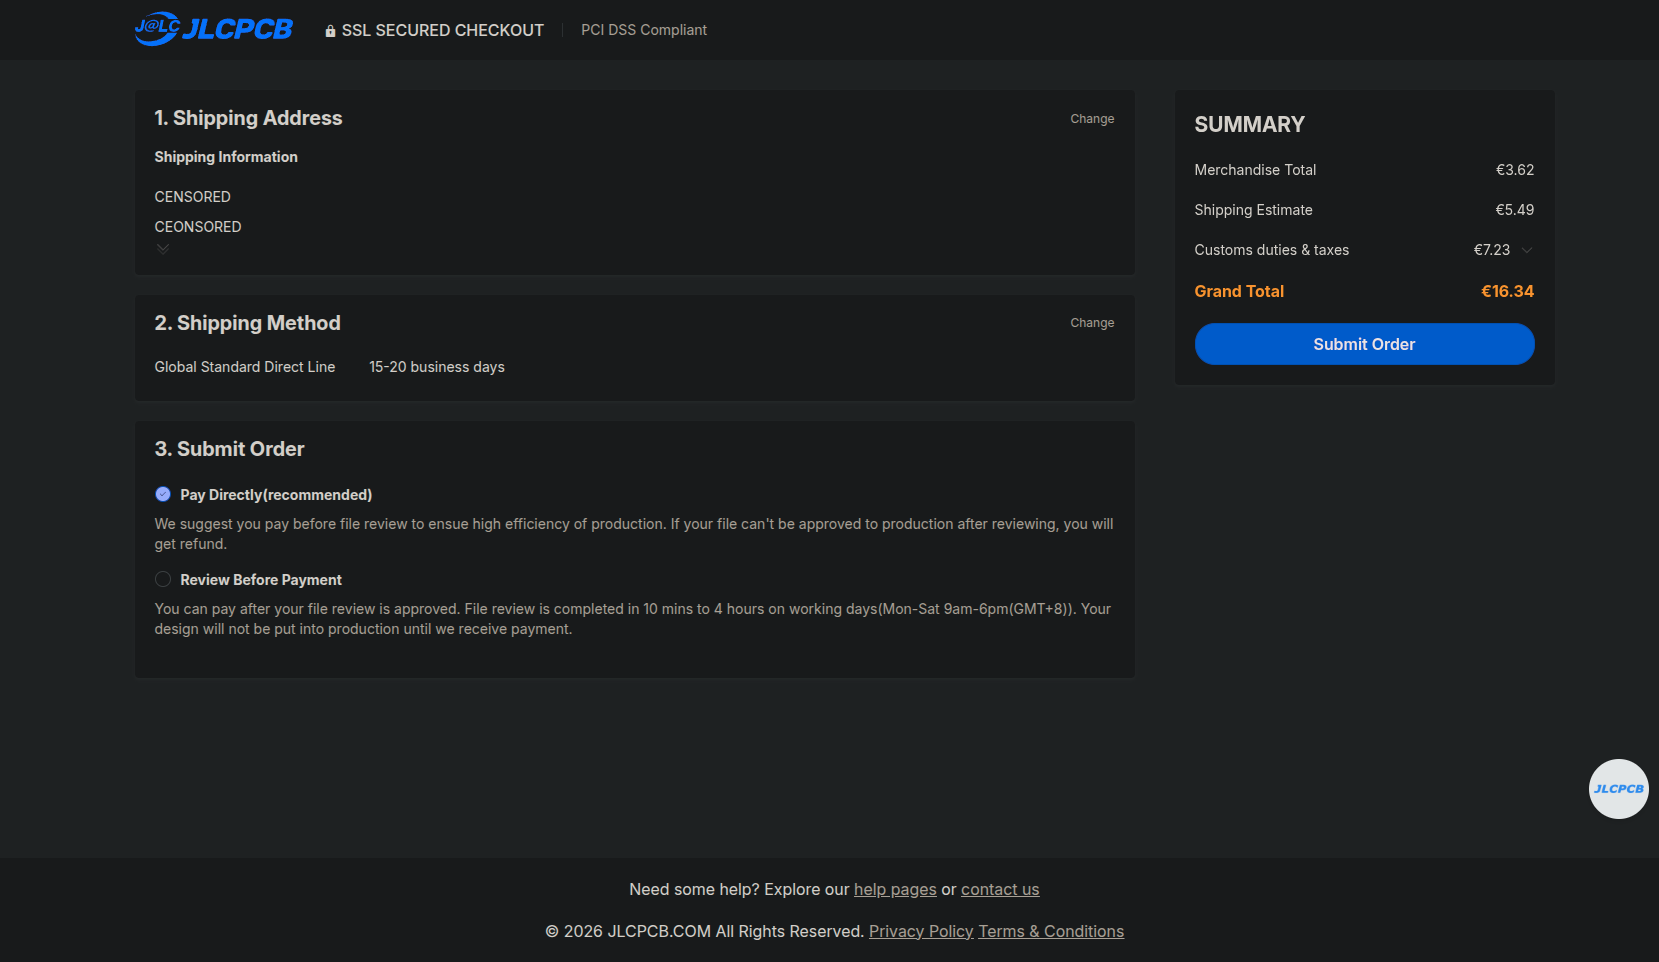 J@LC JLCPCB
SSL SECURED CHECKOUT
PCI DSS Compliant
1. Shipping Address
Change
Shipping Information
CENSORED
CEONSORED
2. Shipping Method
Change
Global Standard Direct Line 15-20 business days
3. Submit Order
Pay Directly(recommended)
We suggest you pay before file review to ensue high efficiency of production. If your file can't be approved to production after reviewing, you will
get refund.
Review Before Payment
You can pay after your file review is approved. File review is completed in 10 mins to 4 hours on working days(Mon-Sat 9am-6pm(GMT+8)). Your
design will not be put into production until we receive payment.
SUMMARY
Merchandise Total €3.62
Shipping Estimate €5.49
Customs duties & taxes €7.23
Grand Total €16.34
Submit Order
JLCPCB
Need some help? Explore our help pages or contact us
© 2026 JLCPCB.COM All Rights Reserved. Privacy Policy Terms & Conditions